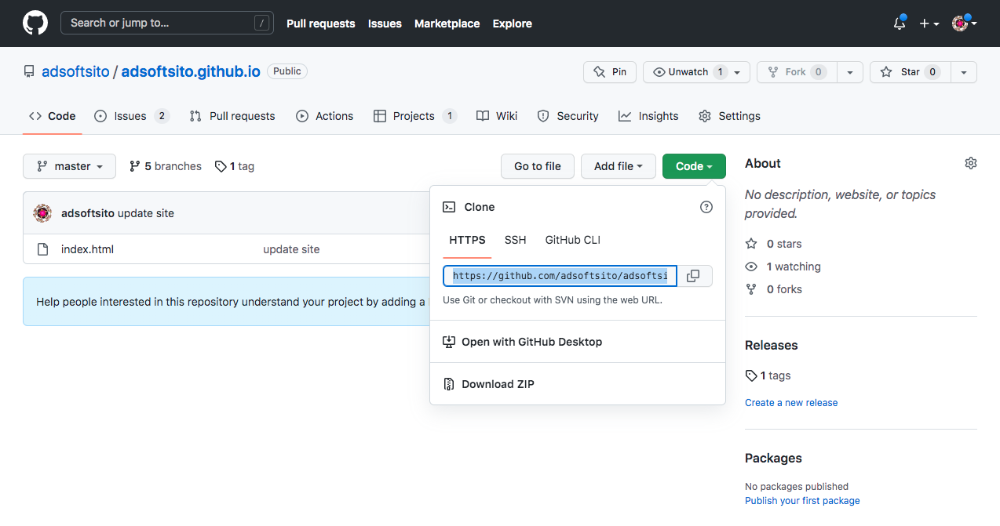 Search or jump to... /
Pull requests Issues Marketplace Explore
adsoftsito / adsoftsito.github.io Public
Pin Unwatch 1 Fork 0 Star 0
Code Issues 2 Pull requests Actions Projects 1 Wiki Security Insights Settings
master 5 branches 1 tag Go to file Add file Code
adsoftsito update site
index.html update site
Help people interested in this repository understand your project by adding a
Clone
HTTPS SSH GitHub CLI
https://github.com/adsoftsito/adsoftsi
Use Git or checkout with SVN using the web URL.
Open with GitHub Desktop
Download ZIP
About
No description, website, or topics
provided.
0 stars
1 watching
0 forks
Releases
1 tags
Create a new release
Packages
No packages published
Publish your first package